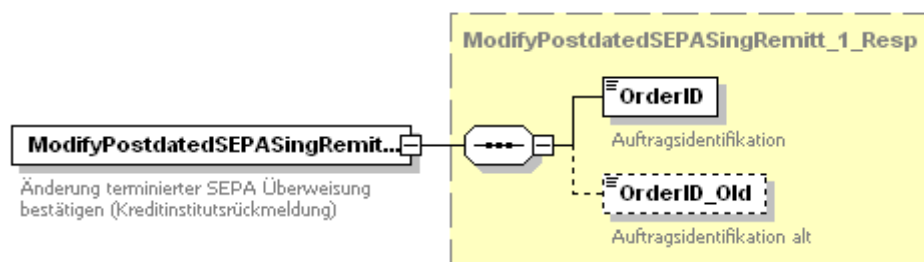 ModifyPostdatedSEPASingRemitt_1_Resp
OrderID
Auftragsidentifikation
ModifyPostdatedSEPASingRemit...
Änderung terminierter SEPA Überweisung
bestätigen (Kreditinstitutsrückmeldung)
OrderID_Old
Auftragsidentifikation alt